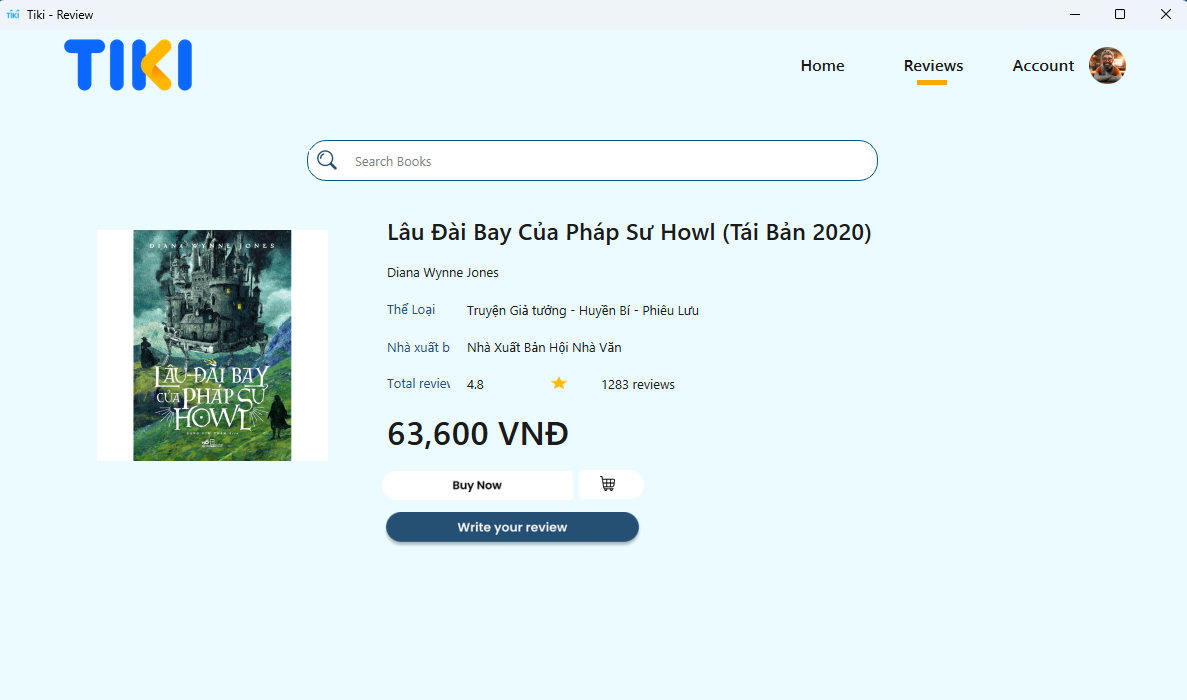 TIKI Tiki - Review
TIKI
Home Reviews Account
Search Books
DIANA WYNNE JONES
LÂU ĐÀI BAY
CỦA PHÁP SƯ
HOWL
Lâu Đài Bay Của Pháp Sư Howl (Tái Bản 2020)
Diana Wynne Jones
Thể Loại Truyện Giả tưởng - Huyền Bí - Phiêu Lưu
Nhà xuất b Nhà Xuất Bản Hội Nhà Văn
Total review 4.8 1283 reviews
63,600 VNĐ
Buy Now
Write your review